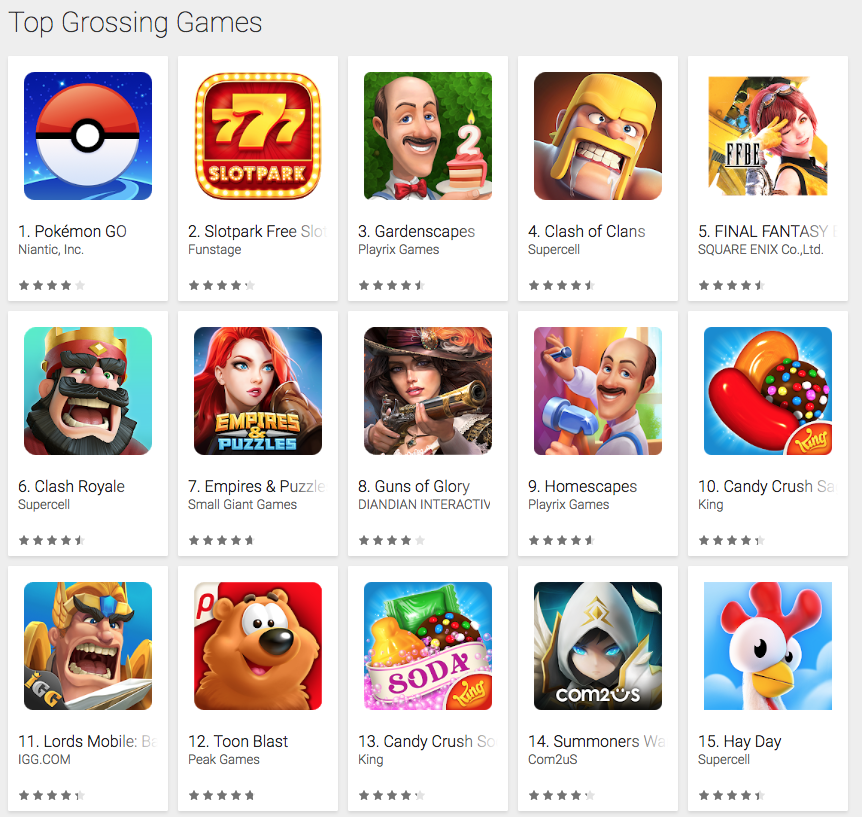 Top Grossing Games
777
SLOTPARK
2
FFBE
1. Pokémon GO
Niantic, Inc.
2. Slotpark Free Slo
Funstage
3. Gardenscapes
Playrix Games
4. Clash of Clans
Supercell
5. FINAL FANTASY
SQUARE ENIX Co.,Ltd.
EMPIRES
&
PUZZLES
King
6. Clash Royale
Supercell
7. Empires & Puzzle
Small Giant Games
8. Guns of Glory
DIANDIAN INTERACTIV
9. Homescapes
Playrix Games
10. Candy Crush Sa
King
IGG
p
SODA
King
com2us
11. Lords Mobile: Ba
IGG.COM
12. Toon Blast
Peak Games
13. Candy Crush So
King
14. Summoners Wa
Com2uS
15. Hay Day
Supercell